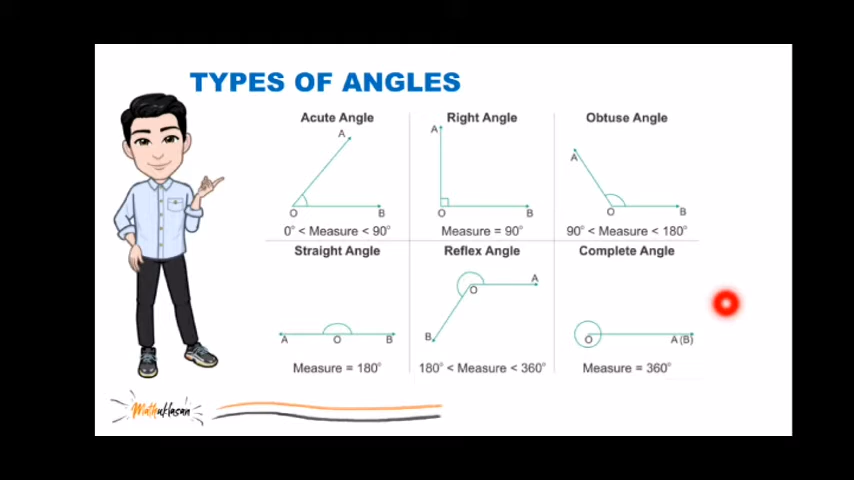 TYPES OF ANGLES
Acute Angle
A
O
B
0° < Measure < 90°
Right Angle
A
O
B
Measure = 90°
Obtuse Angle
A
O
B
90° < Measure < 180°
Straight Angle
A
O
B
Measure = 180°
Reflex Angle
O
A
B
180° < Measure < 360°
Complete Angle
O
A (B)
Measure = 360°
Mathuklasan